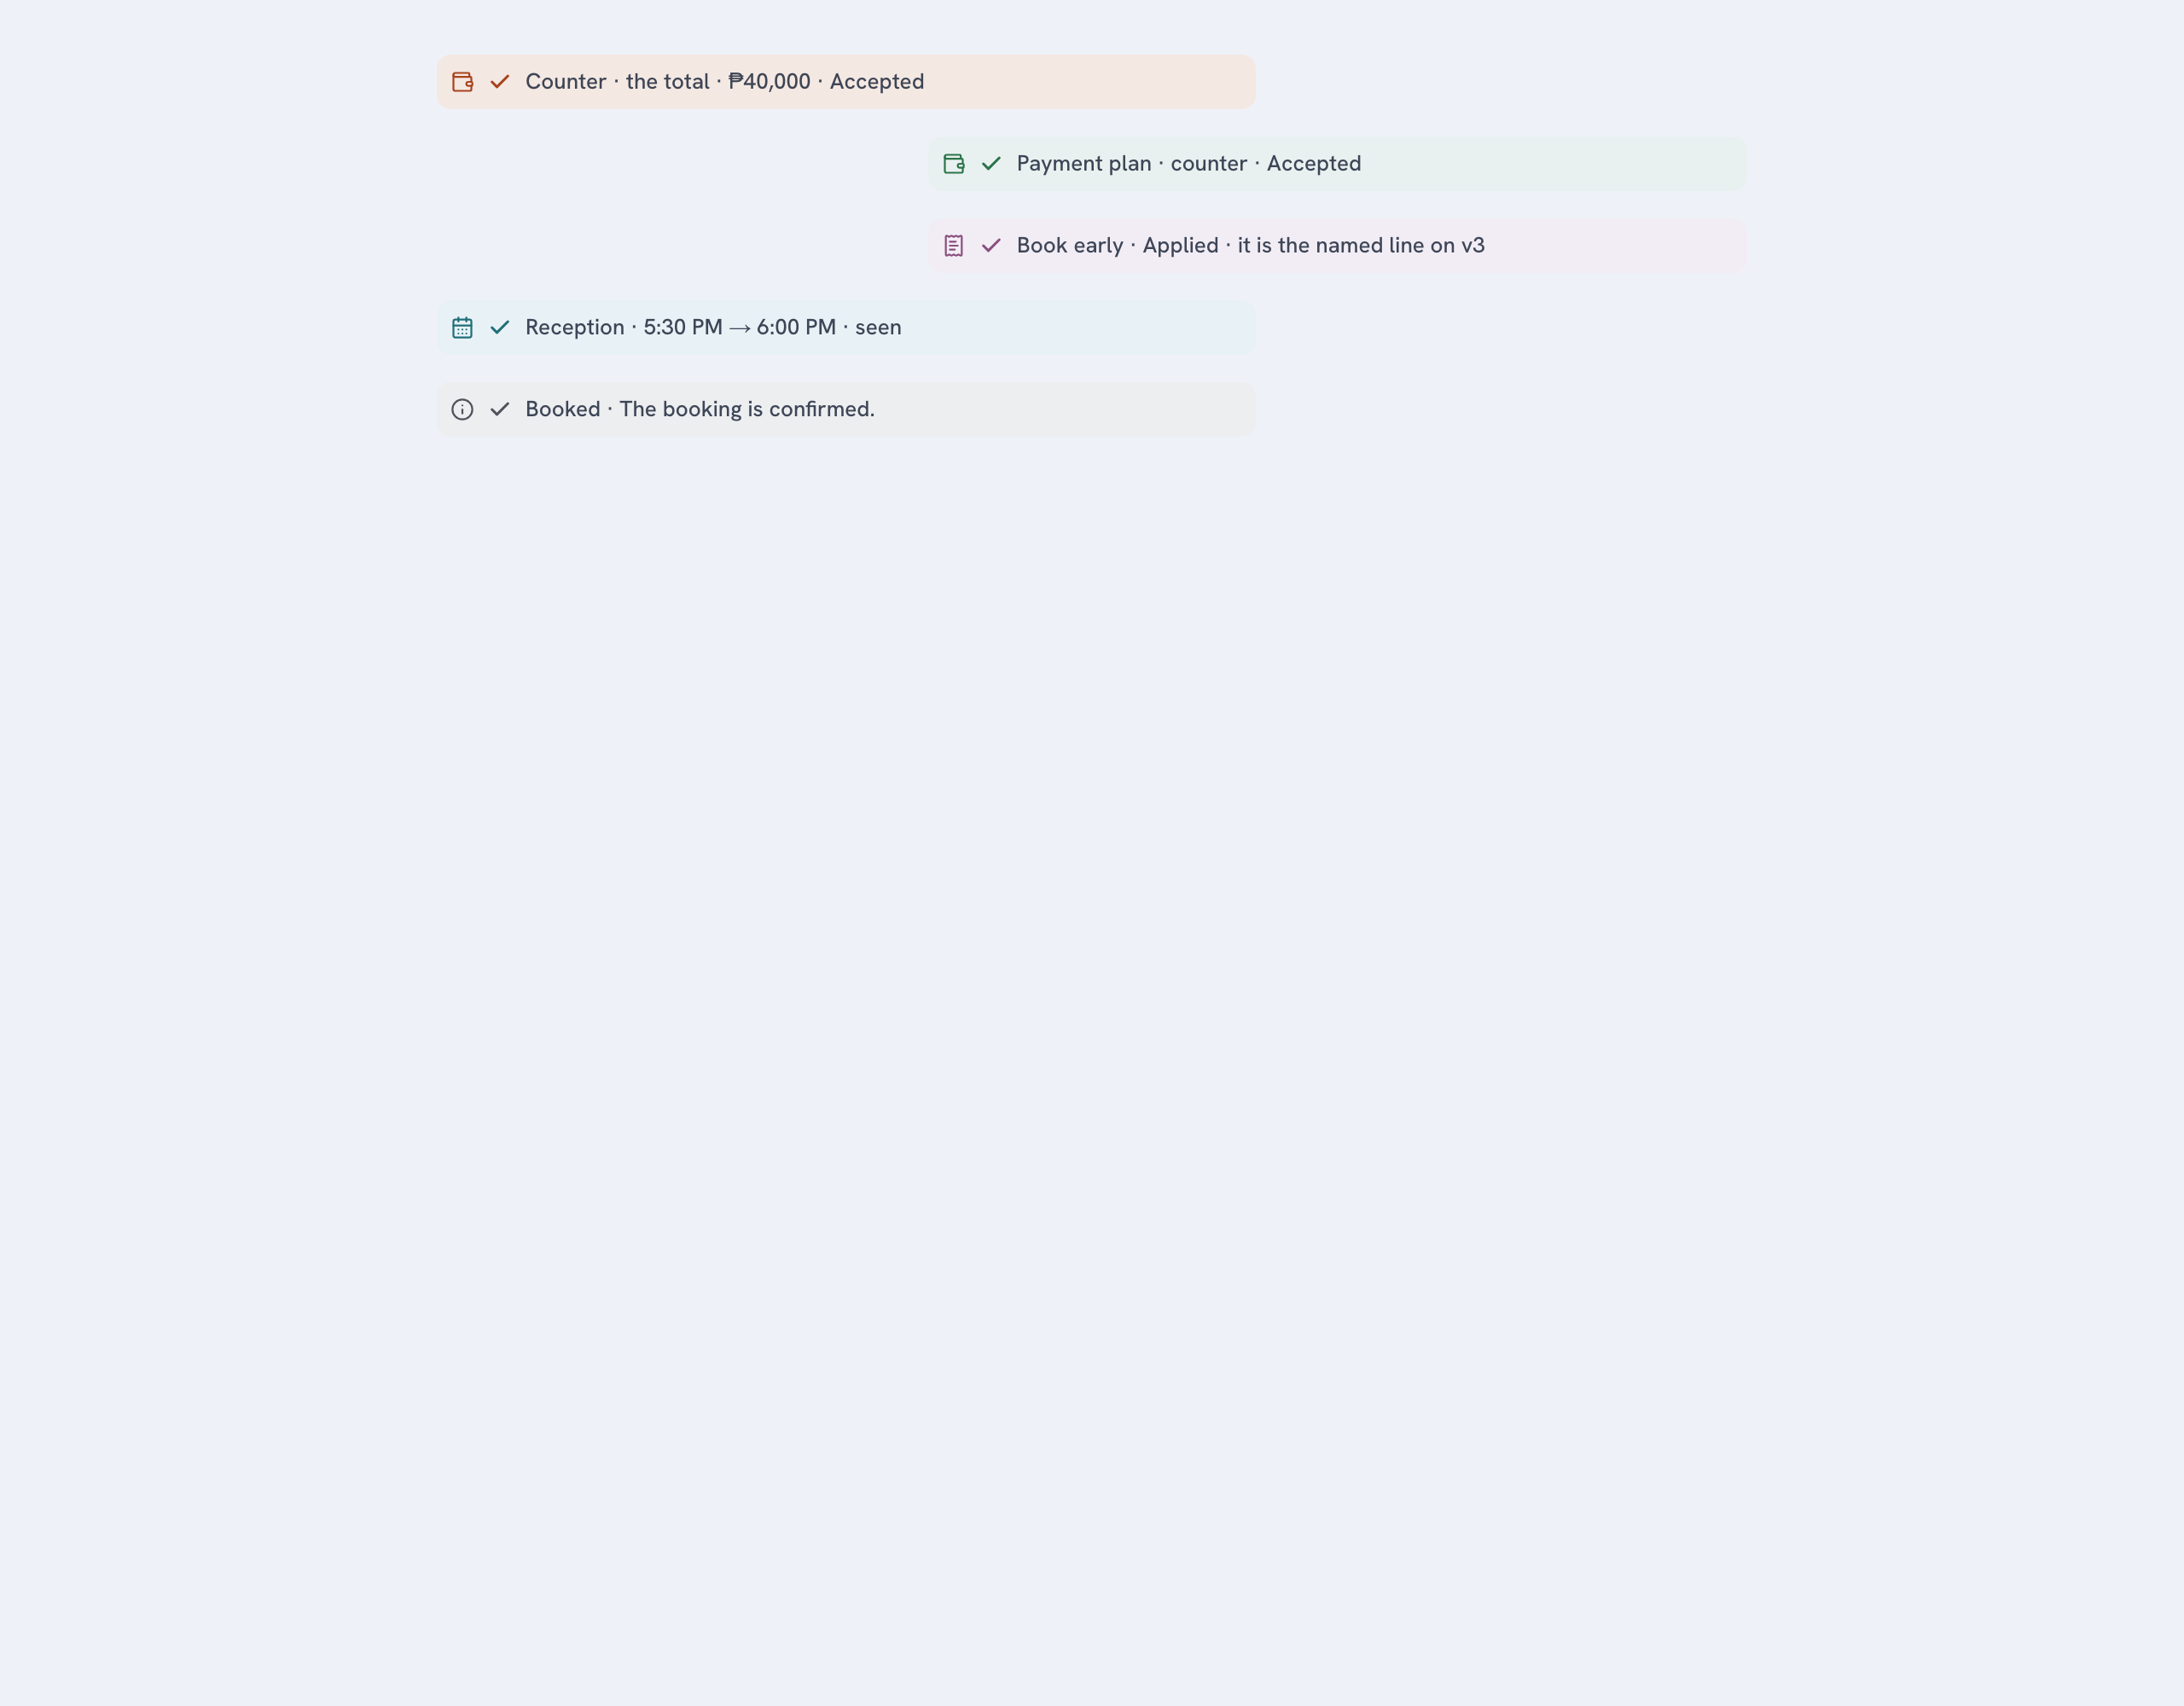 Counter · the total · ₱40,000 · Accepted
Payment plan · counter · Accepted
Book early · Applied · it is the named line on v3
Reception · 5:30 PM → 6:00 PM · seen
Booked · The booking is confirmed.